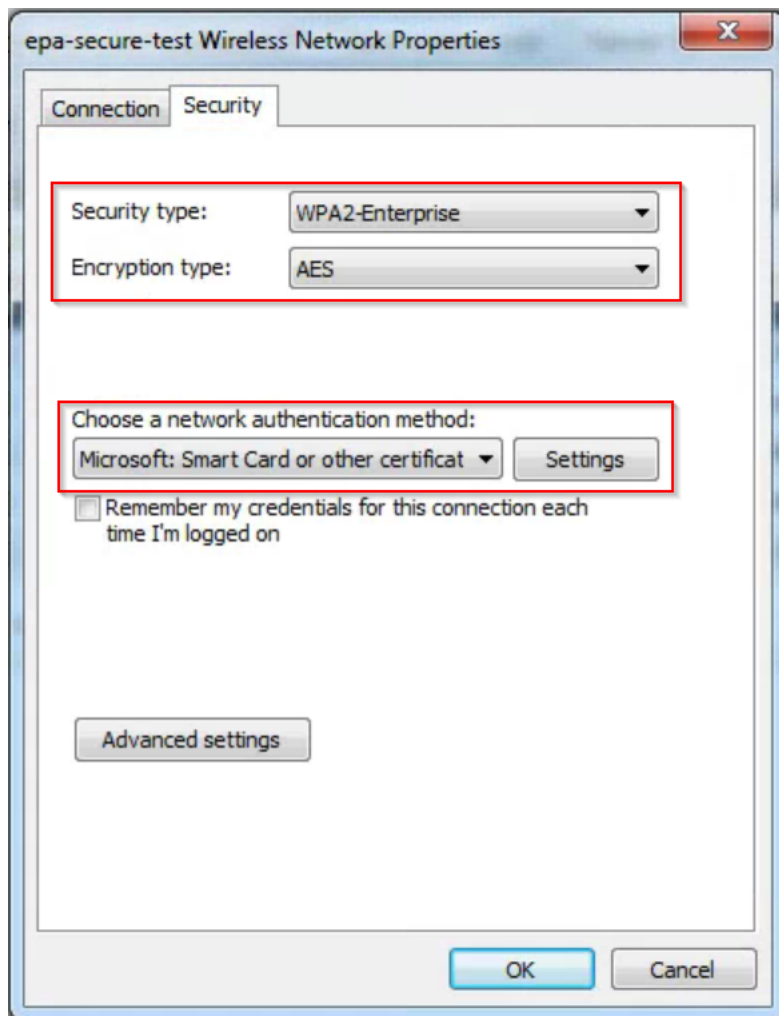 epa-secure-test Wireless Network Properties
Connection
Security
Security type:
WPA2-Enterprise
Encryption type:
AES
Choose a network authentication method:
Microsoft: Smart Card or other certificat
Settings
Remember my credentials for this connection each
time I'm logged on
Advanced settings
OK
Cancel